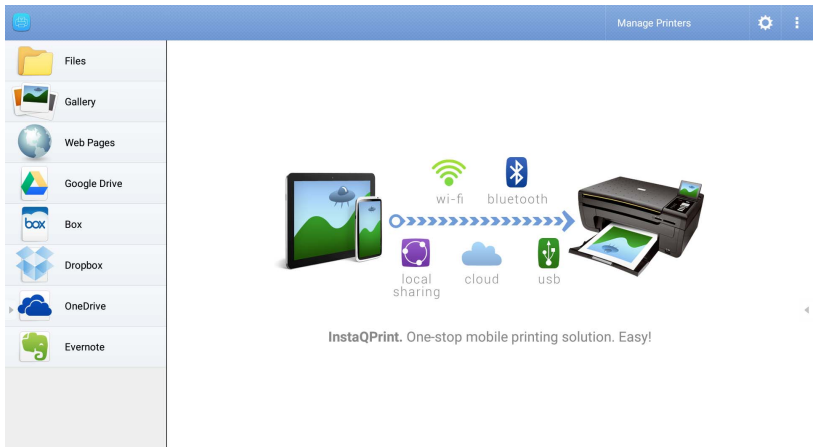 Manage Printers
Files
Gallery
Web Pages
Google Drive
box
Box
Dropbox
OneDrive
Evernote
wi-fi bluetooth
local sharing
cloud
usb
InstaQPrint. One-stop mobile printing solution. Easy!